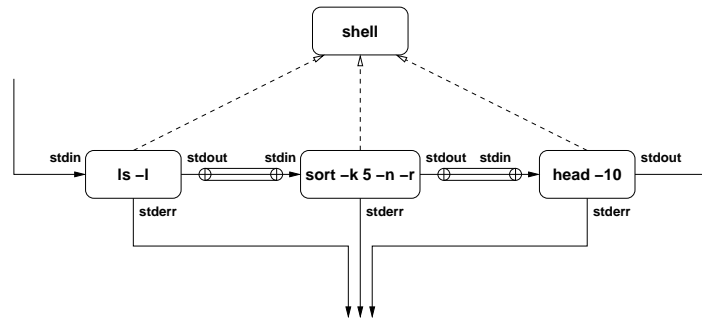 shell
stdin
ls –l
stdout
stdin
sort –k 5 –n –r
stdout
stdin
head –10
stdout
stderr
stderr
stderr